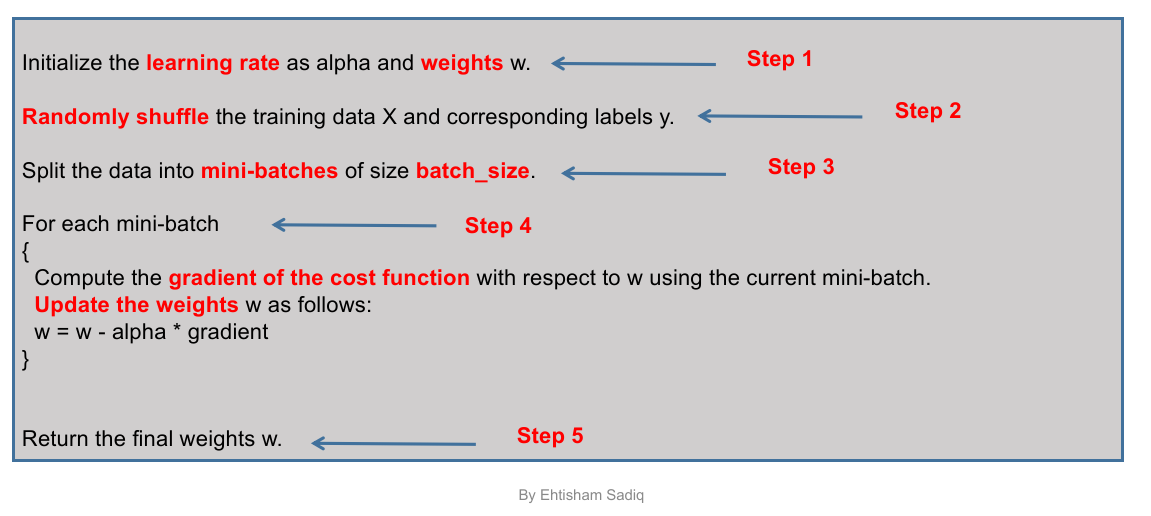 Initialize the learning rate as alpha and weights w. Step 1
Randomly shuffle the training data X and corresponding labels y. Step 2
Split the data into mini-batches of size batch_size. Step 3
For each mini-batch Step 4
{
Compute the gradient of the cost function with respect to w using the current mini-batch.
Update the weights w as follows:
w = w - alpha * gradient
}
Return the final weights w. Step 5
By Ehtisham Sadiq